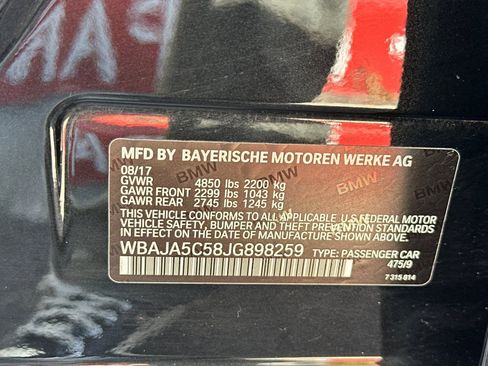 MFD BY BAYERISCHE MOTOREN WERKE AG
08/17
GVWR 4850 lbs 2200 kg
GAWR FRONT 2299 lbs 1043 kg
GAWR REAR 2745 lbs 1245 kg
THIS VEHICLE CONFORMS TO ALL APPLICABLE U.S. FEDERAL MOTOR
VEHICLE SAFETY, BUMPER, AND THEFT PREVENTION STANDARDS
IN EFFECT ON THE DATE OF MANUFACTURE SHOWN ABOVE.
WBAJA5C58JG898259 TYPE: PASSENGER CAR
475/9
7 315 814